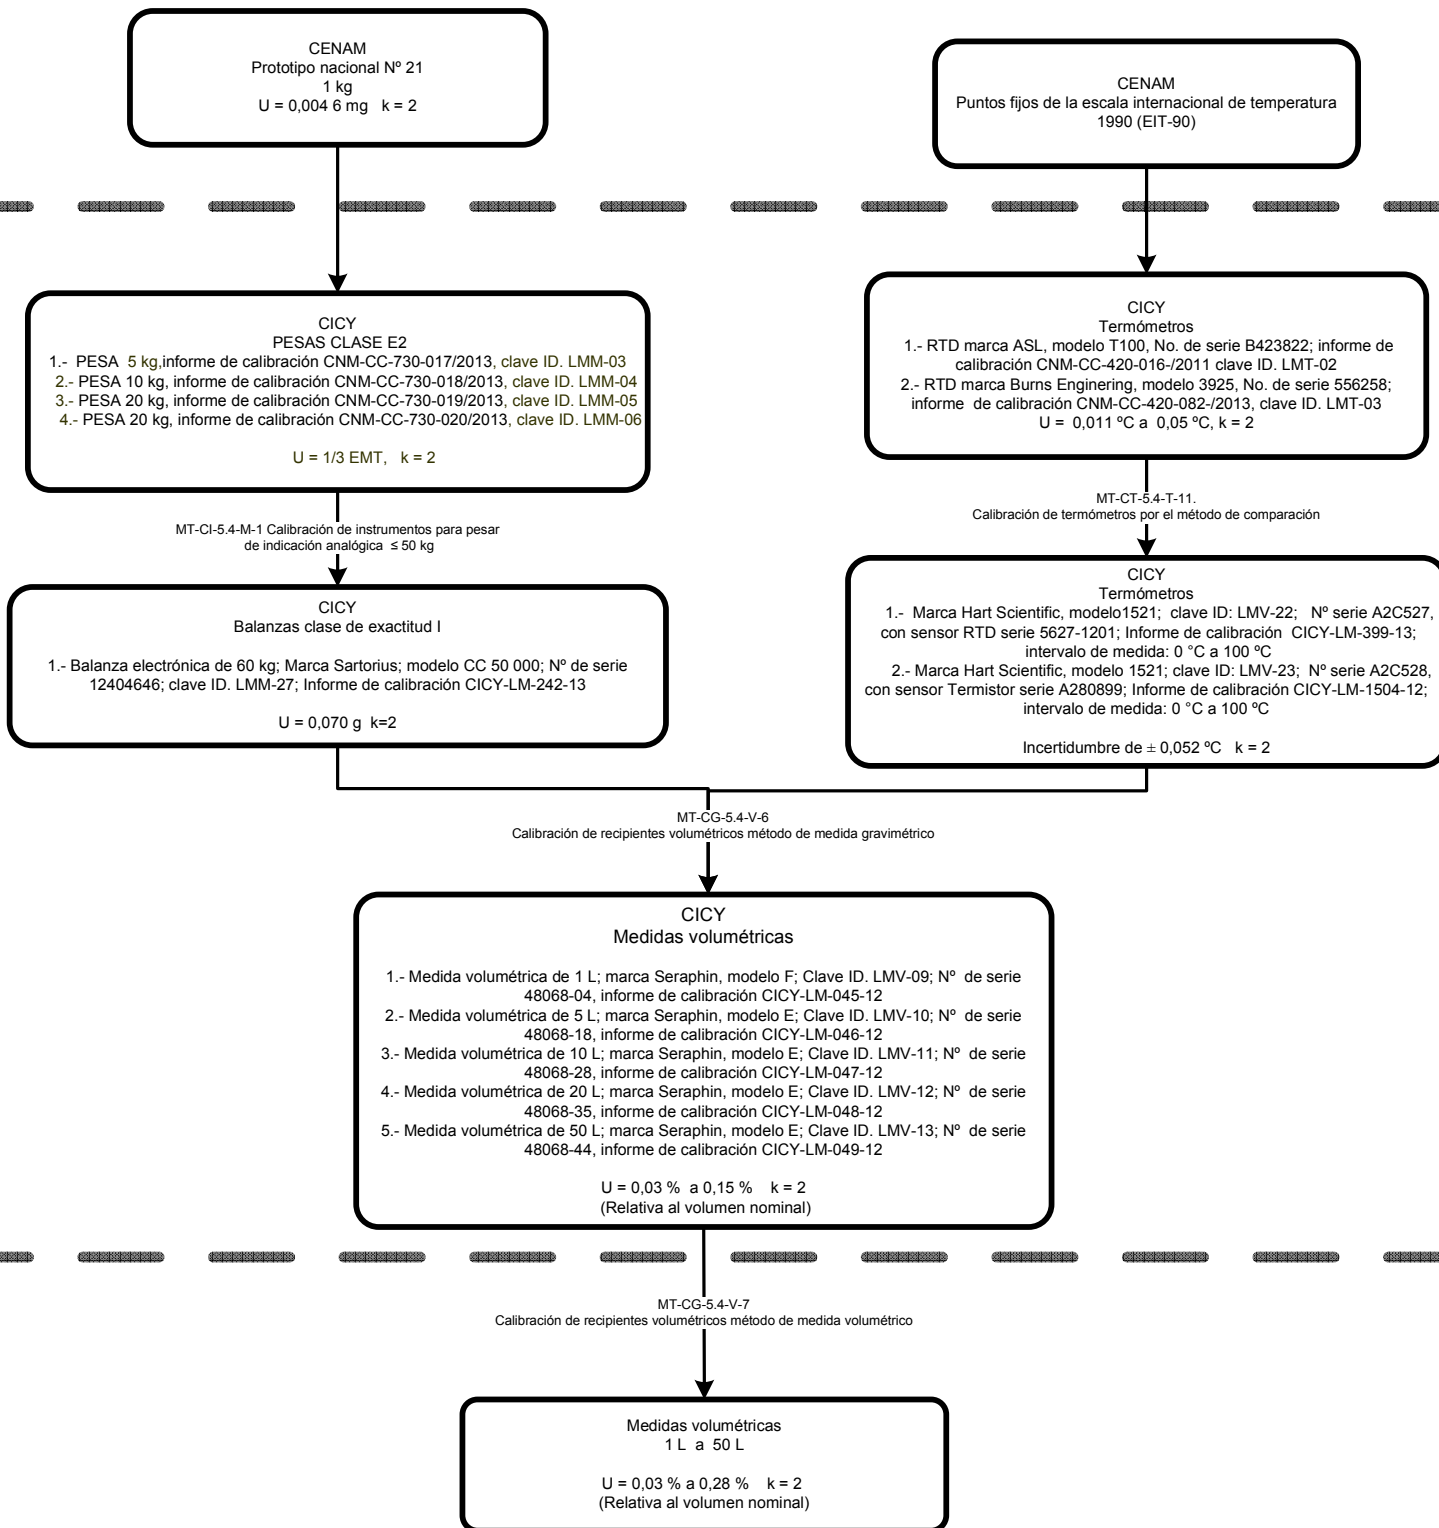 CENAM
Prototipo nacional Nº 21
1 kg
U = 0,004 6 mg k = 2
CENAM
Puntos fijos de la escala internacional de temperatura
1990 (EIT-90)
CICY
PESAS CLASE E2
1.- PESA 5 kg,informe de calibración CNM-CC-730-017/2013, clave ID. LMM-03
2.- PESA 10 kg, informe de calibración CNM-CC-730-018/2013, clave ID. LMM-04
3.- PESA 20 kg, informe de calibración CNM-CC-730-019/2013, clave ID. LMM-05
4.- PESA 20 kg, informe de calibración CNM-CC-730-020/2013, clave ID. LMM-06
U = 1/3 EMT, k = 2
CICY
Termómetros
1.- RTD marca ASL, modelo T100, No. de serie B423822; informe de
calibración CNM-CC-420-016-/2011 clave ID. LMT-02
2.- RTD marca Burns Enginering, modelo 3925, No. de serie 556258;
informe de calibración CNM-CC-420-082-/2013, clave ID. LMT-03
U = 0,011 ºC a 0,05 ºC, k = 2
MT-CI-5.4-M-1 Calibración de instrumentos para pesar
de indicación analógica ≤ 50 kg
MT-CT-5.4-T-11.
Calibración de termómetros por el método de comparación
CICY
Balanzas clase de exactitud I
1.- Balanza electrónica de 60 kg; Marca Sartorius; modelo CC 50 000; Nº de serie
12404646; clave ID. LMM-27; Informe de calibración CICY-LM-242-13
U = 0,070 g k=2
CICY
Termómetros
1.- Marca Hart Scientific, modelo1521; clave ID: LMV-22; Nº serie A2C527,
con sensor RTD serie 5627-1201; Informe de calibración CICY-LM-399-13;
intervalo de medida: 0 °C a 100 ºC
2.- Marca Hart Scientific, modelo 1521; clave ID: LMV-23; Nº serie A2C528,
con sensor Termistor serie A280899; Informe de calibración CICY-LM-1504-12;
intervalo de medida: 0 °C a 100 ºC
Incertidumbre de ± 0,052 ºC k = 2
MT-CG-5.4-V-6
Calibración de recipientes volumétricos método de medida gravimétrico
CICY
Medidas volumétricas
1.- Medida volumétrica de 1 L; marca Seraphin, modelo F; Clave ID. LMV-09; Nº de serie
48068-04, informe de calibración CICY-LM-045-12
2.- Medida volumétrica de 5 L; marca Seraphin, modelo E; Clave ID. LMV-10; Nº de serie
48068-18, informe de calibración CICY-LM-046-12
3.- Medida volumétrica de 10 L; marca Seraphin, modelo E; Clave ID. LMV-11; Nº de serie
48068-28, informe de calibración CICY-LM-047-12
4.- Medida volumétrica de 20 L; marca Seraphin, modelo E; Clave ID. LMV-12; Nº de serie
48068-35, informe de calibración CICY-LM-048-12
5.- Medida volumétrica de 50 L; marca Seraphin, modelo E; Clave ID. LMV-13; Nº de serie
48068-44, informe de calibración CICY-LM-049-12
U = 0,03 % a 0,15 % k = 2
(Relativa al volumen nominal)
MT-CG-5.4-V-7
Calibración de recipientes volumétricos método de medida volumétrico
Medidas volumétricas
1 L a 50 L
U = 0,03 % a 0,28 % k = 2
(Relativa al volumen nominal)